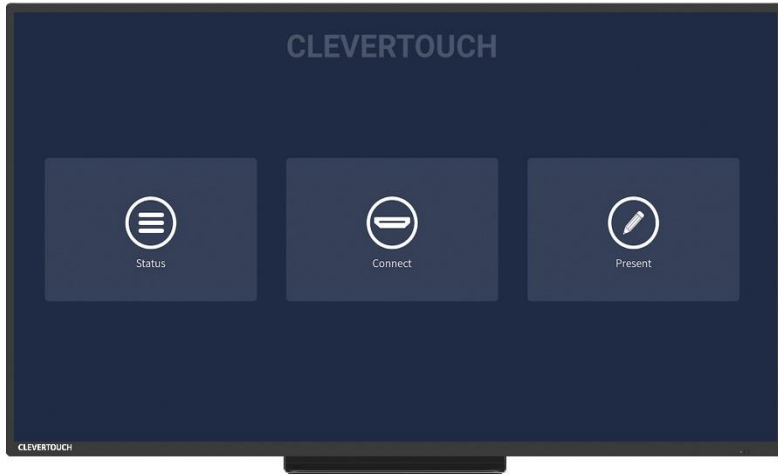 CLEVERTOUCH
Status
Connect
Present
CLEVERTOUCH